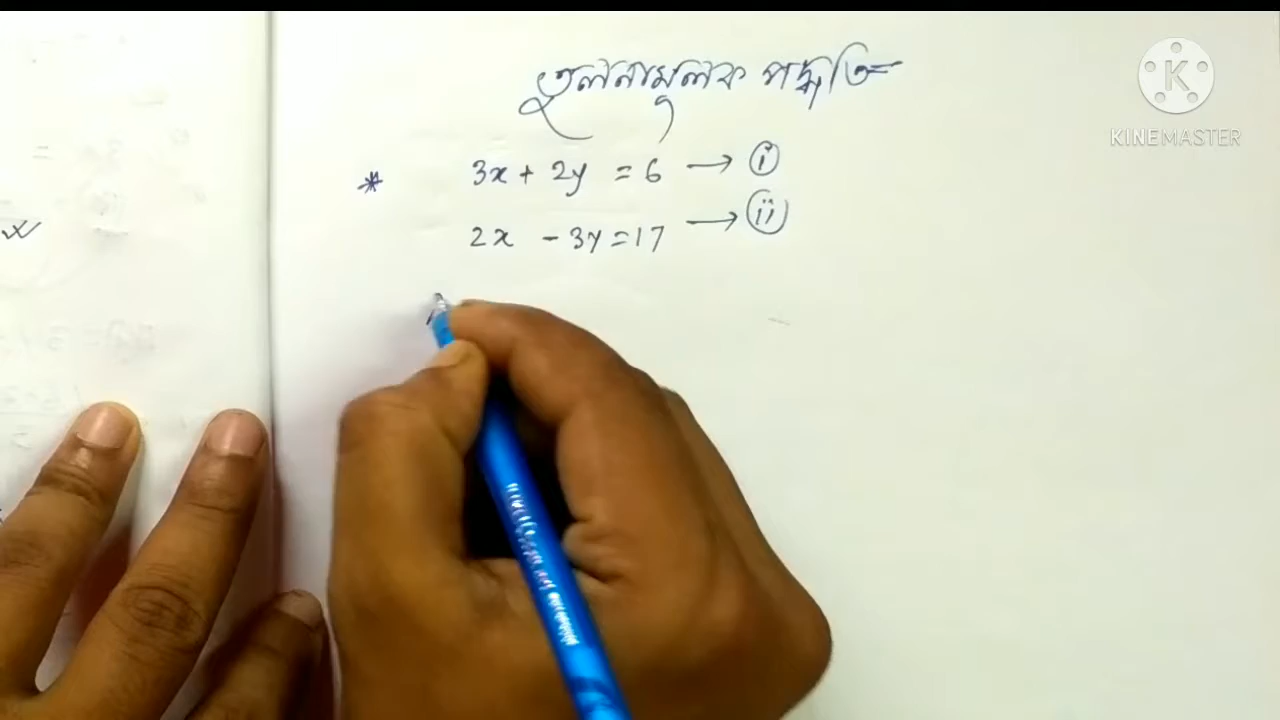 তুলনামূলক পদ্ধতি
* 3x + 2y = 6 → (i)
2x - 3y = 17 → (ii)
KINEMASTER